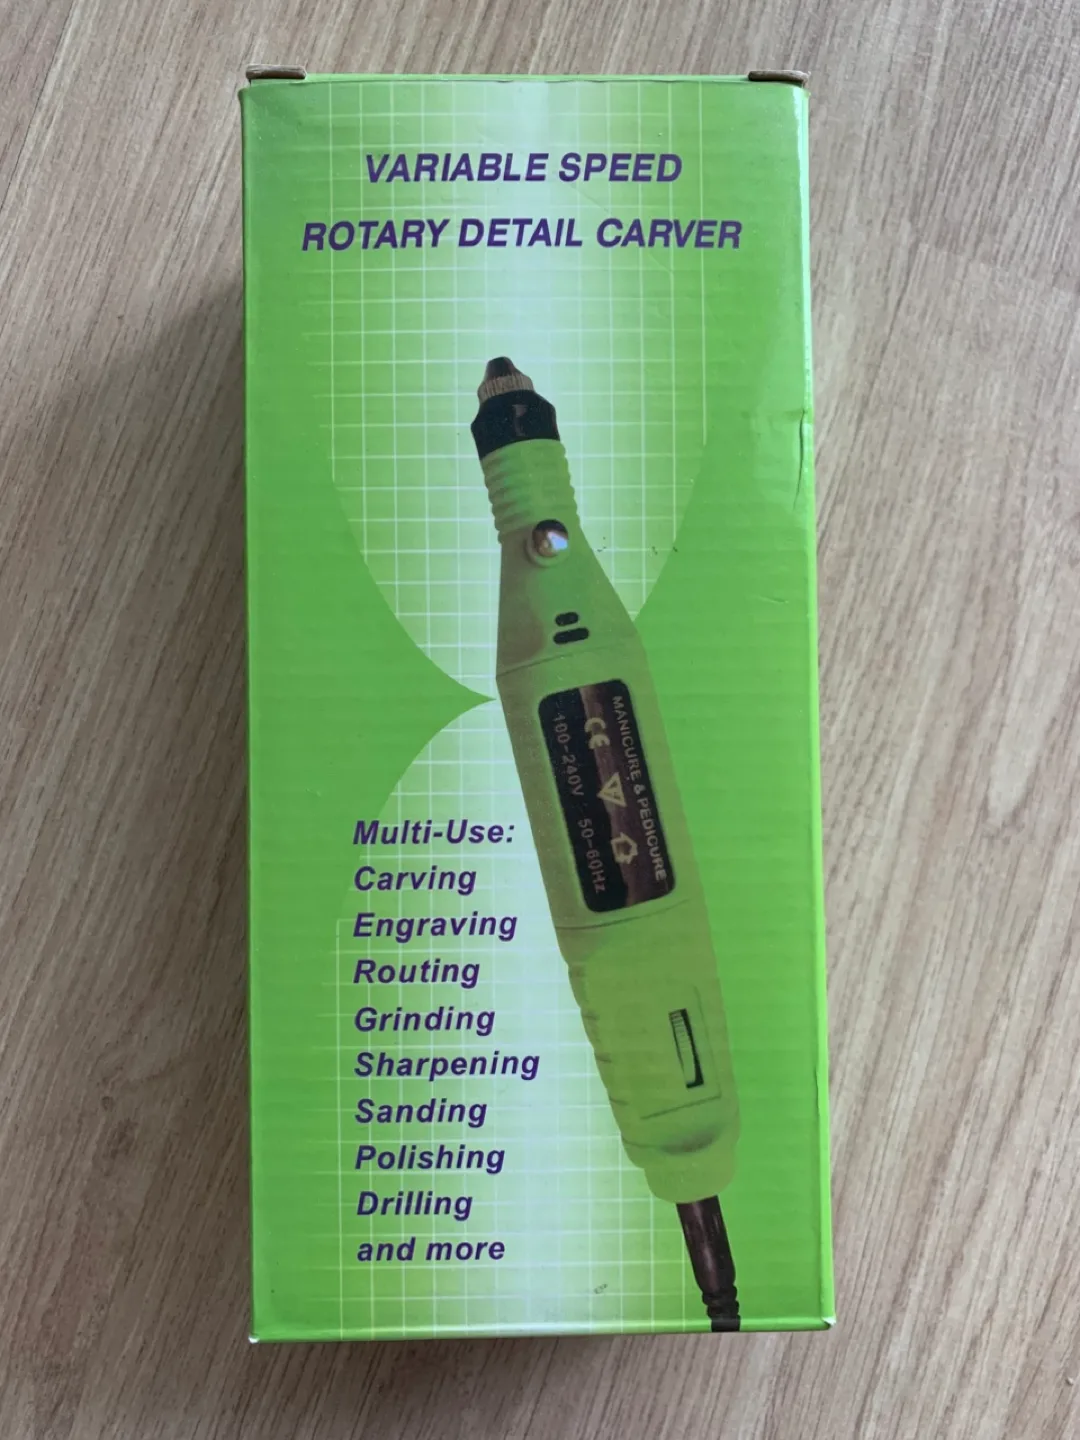 VARIABLE SPEED
ROTARY DETAIL CARVER
MANICURE & PEDICURE
CE
100-240V 50-60Hz
Multi-Use:
Carving
Engraving
Routing
Grinding
Sharpening
Sanding
Polishing
Drilling
and more